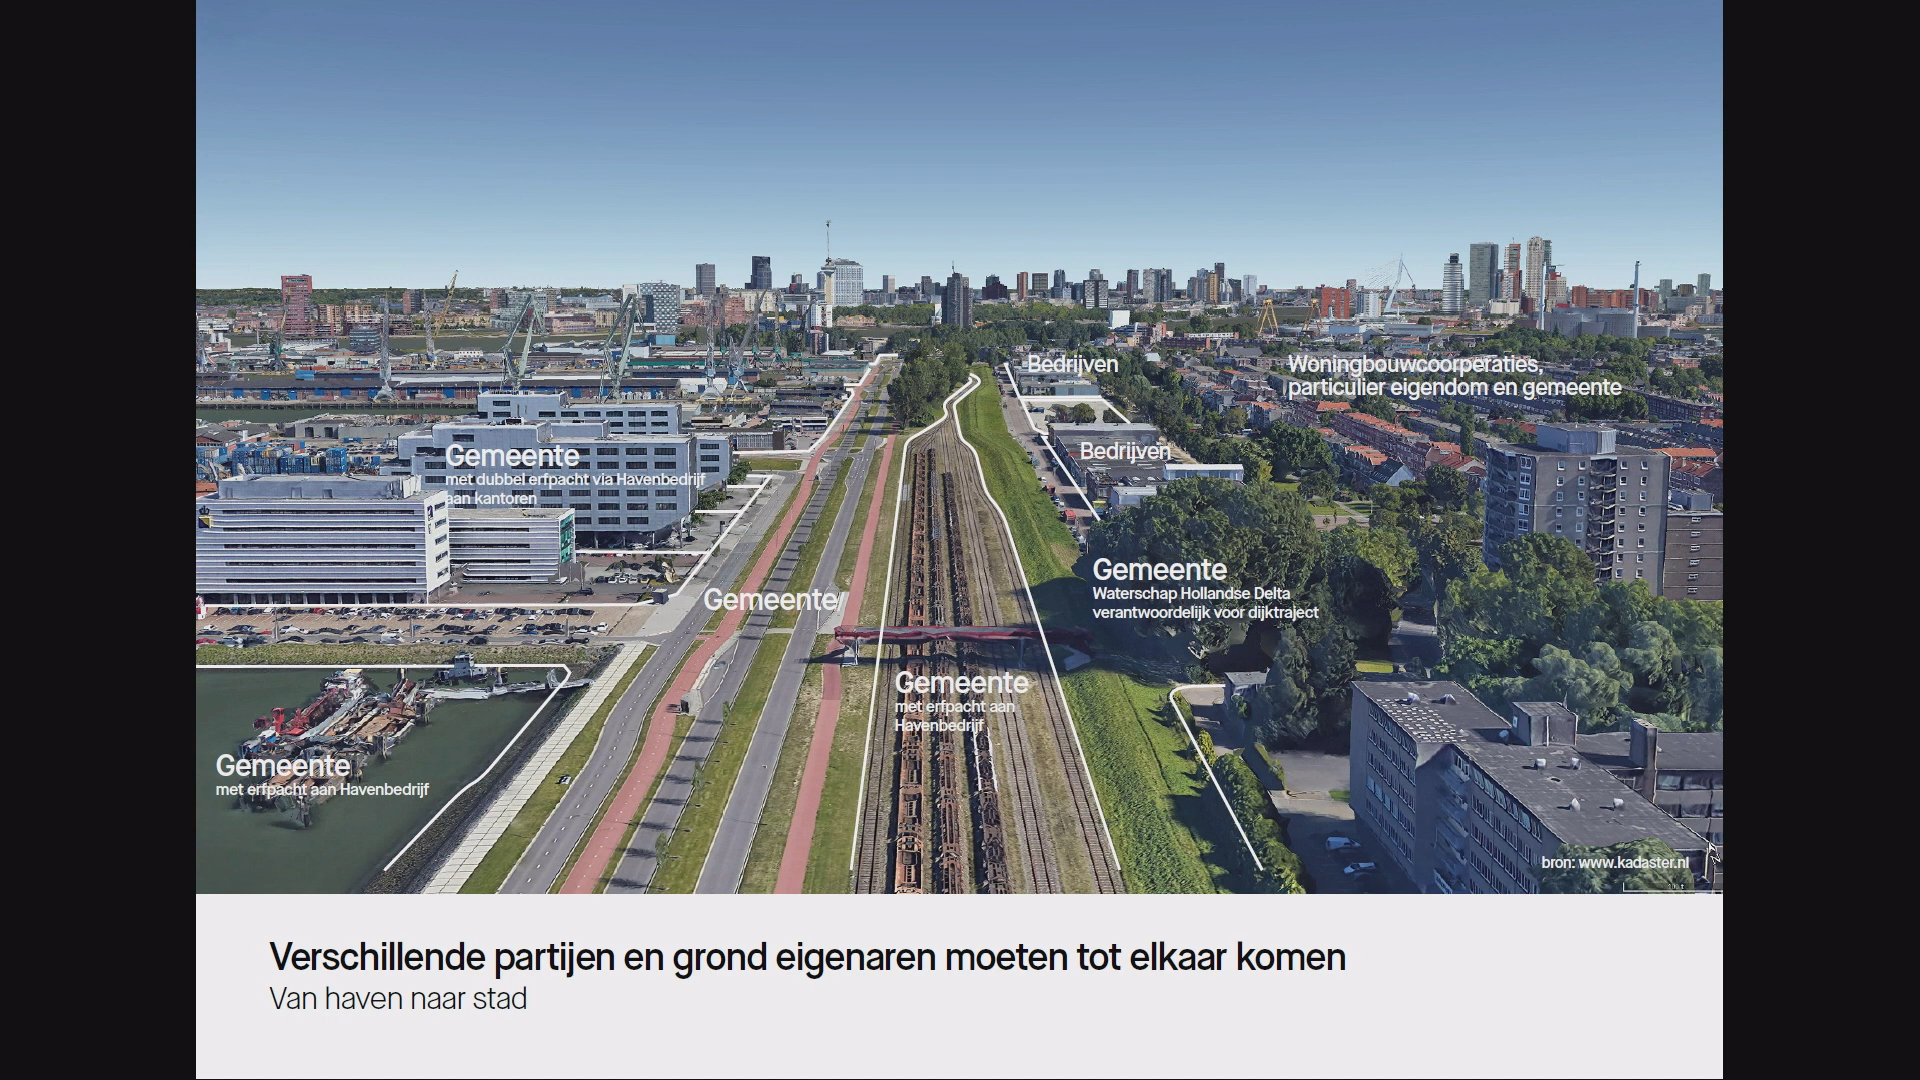 Bedrijven
Woningbouwcoorperaties,
particulier eigendom en gemeente
Bedrijven
Gemeente
met dubbel erfpacht via Havenbedrijf
aan kantoren
Gemeente
Waterschap Hollandse Delta
verantwoordelijk voor dijktraject
Gemeente
Gemeente
met erfpacht aan
Havenbedrijf
Gemeente
met erfpacht aan Havenbedrijf
bron: www.kadaster.nl
Verschillende partijen en grond eigenaren moeten tot elkaar komen
Van haven naar stad